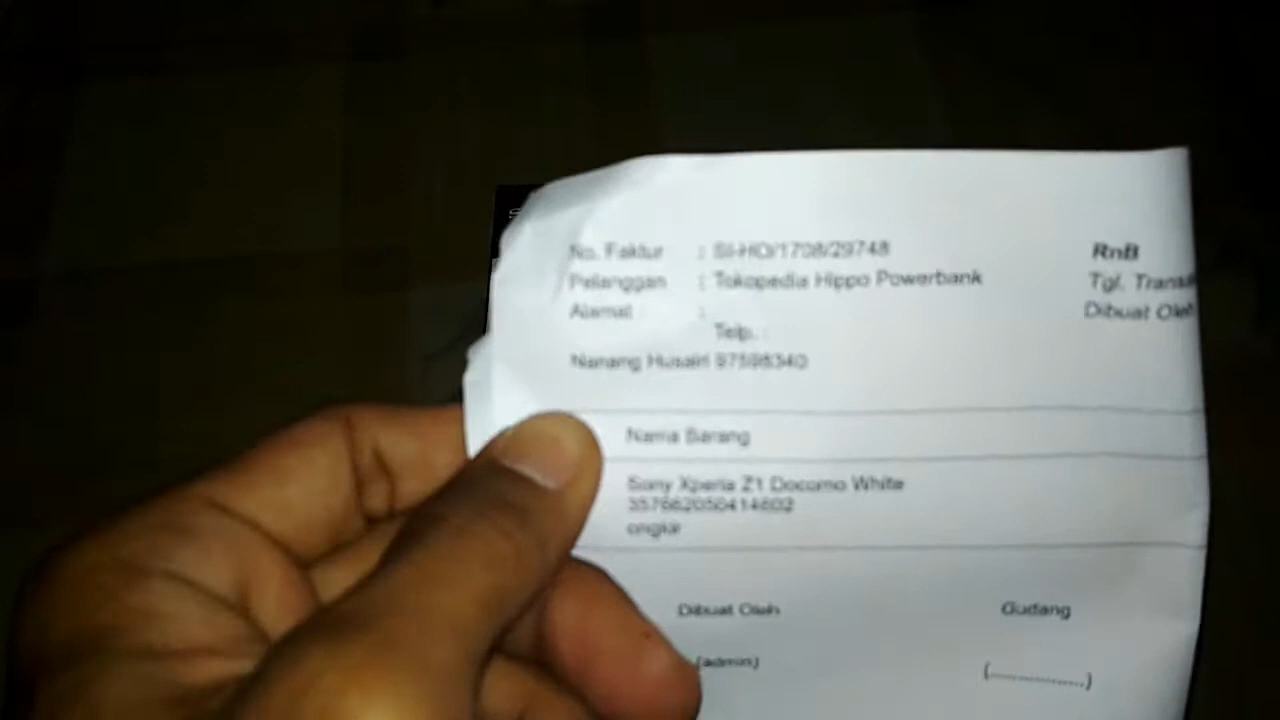 No. Faktur : SI-HO/1708/29748
Pelanggan : Tokopedia Hippo Powerbank
Alamat :
Telp. :
Nanang Husairi 97598340
RnB
Tgl. Transa
Dibuat Oleh
Nama Barang
Sony Xperia Z1 Docomo White
357662050414602
ongkir
Dibuat Oleh
Gudang
(admin)
(..................)